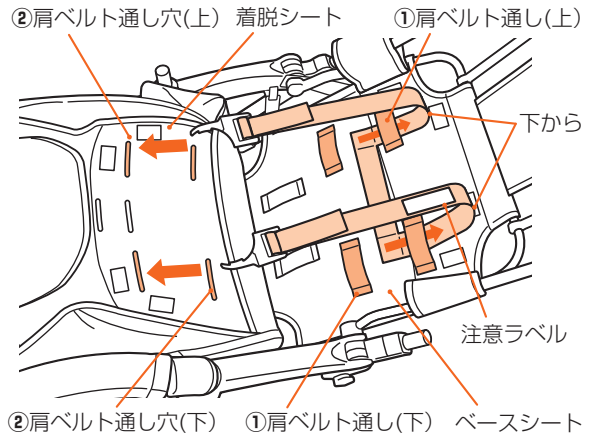 ②肩ベルト通し穴(上)
着脱シート
①肩ベルト通し(上)
下から
注意ラベル
②肩ベルト通し穴(下)
①肩ベルト通し(下)
ベースシート